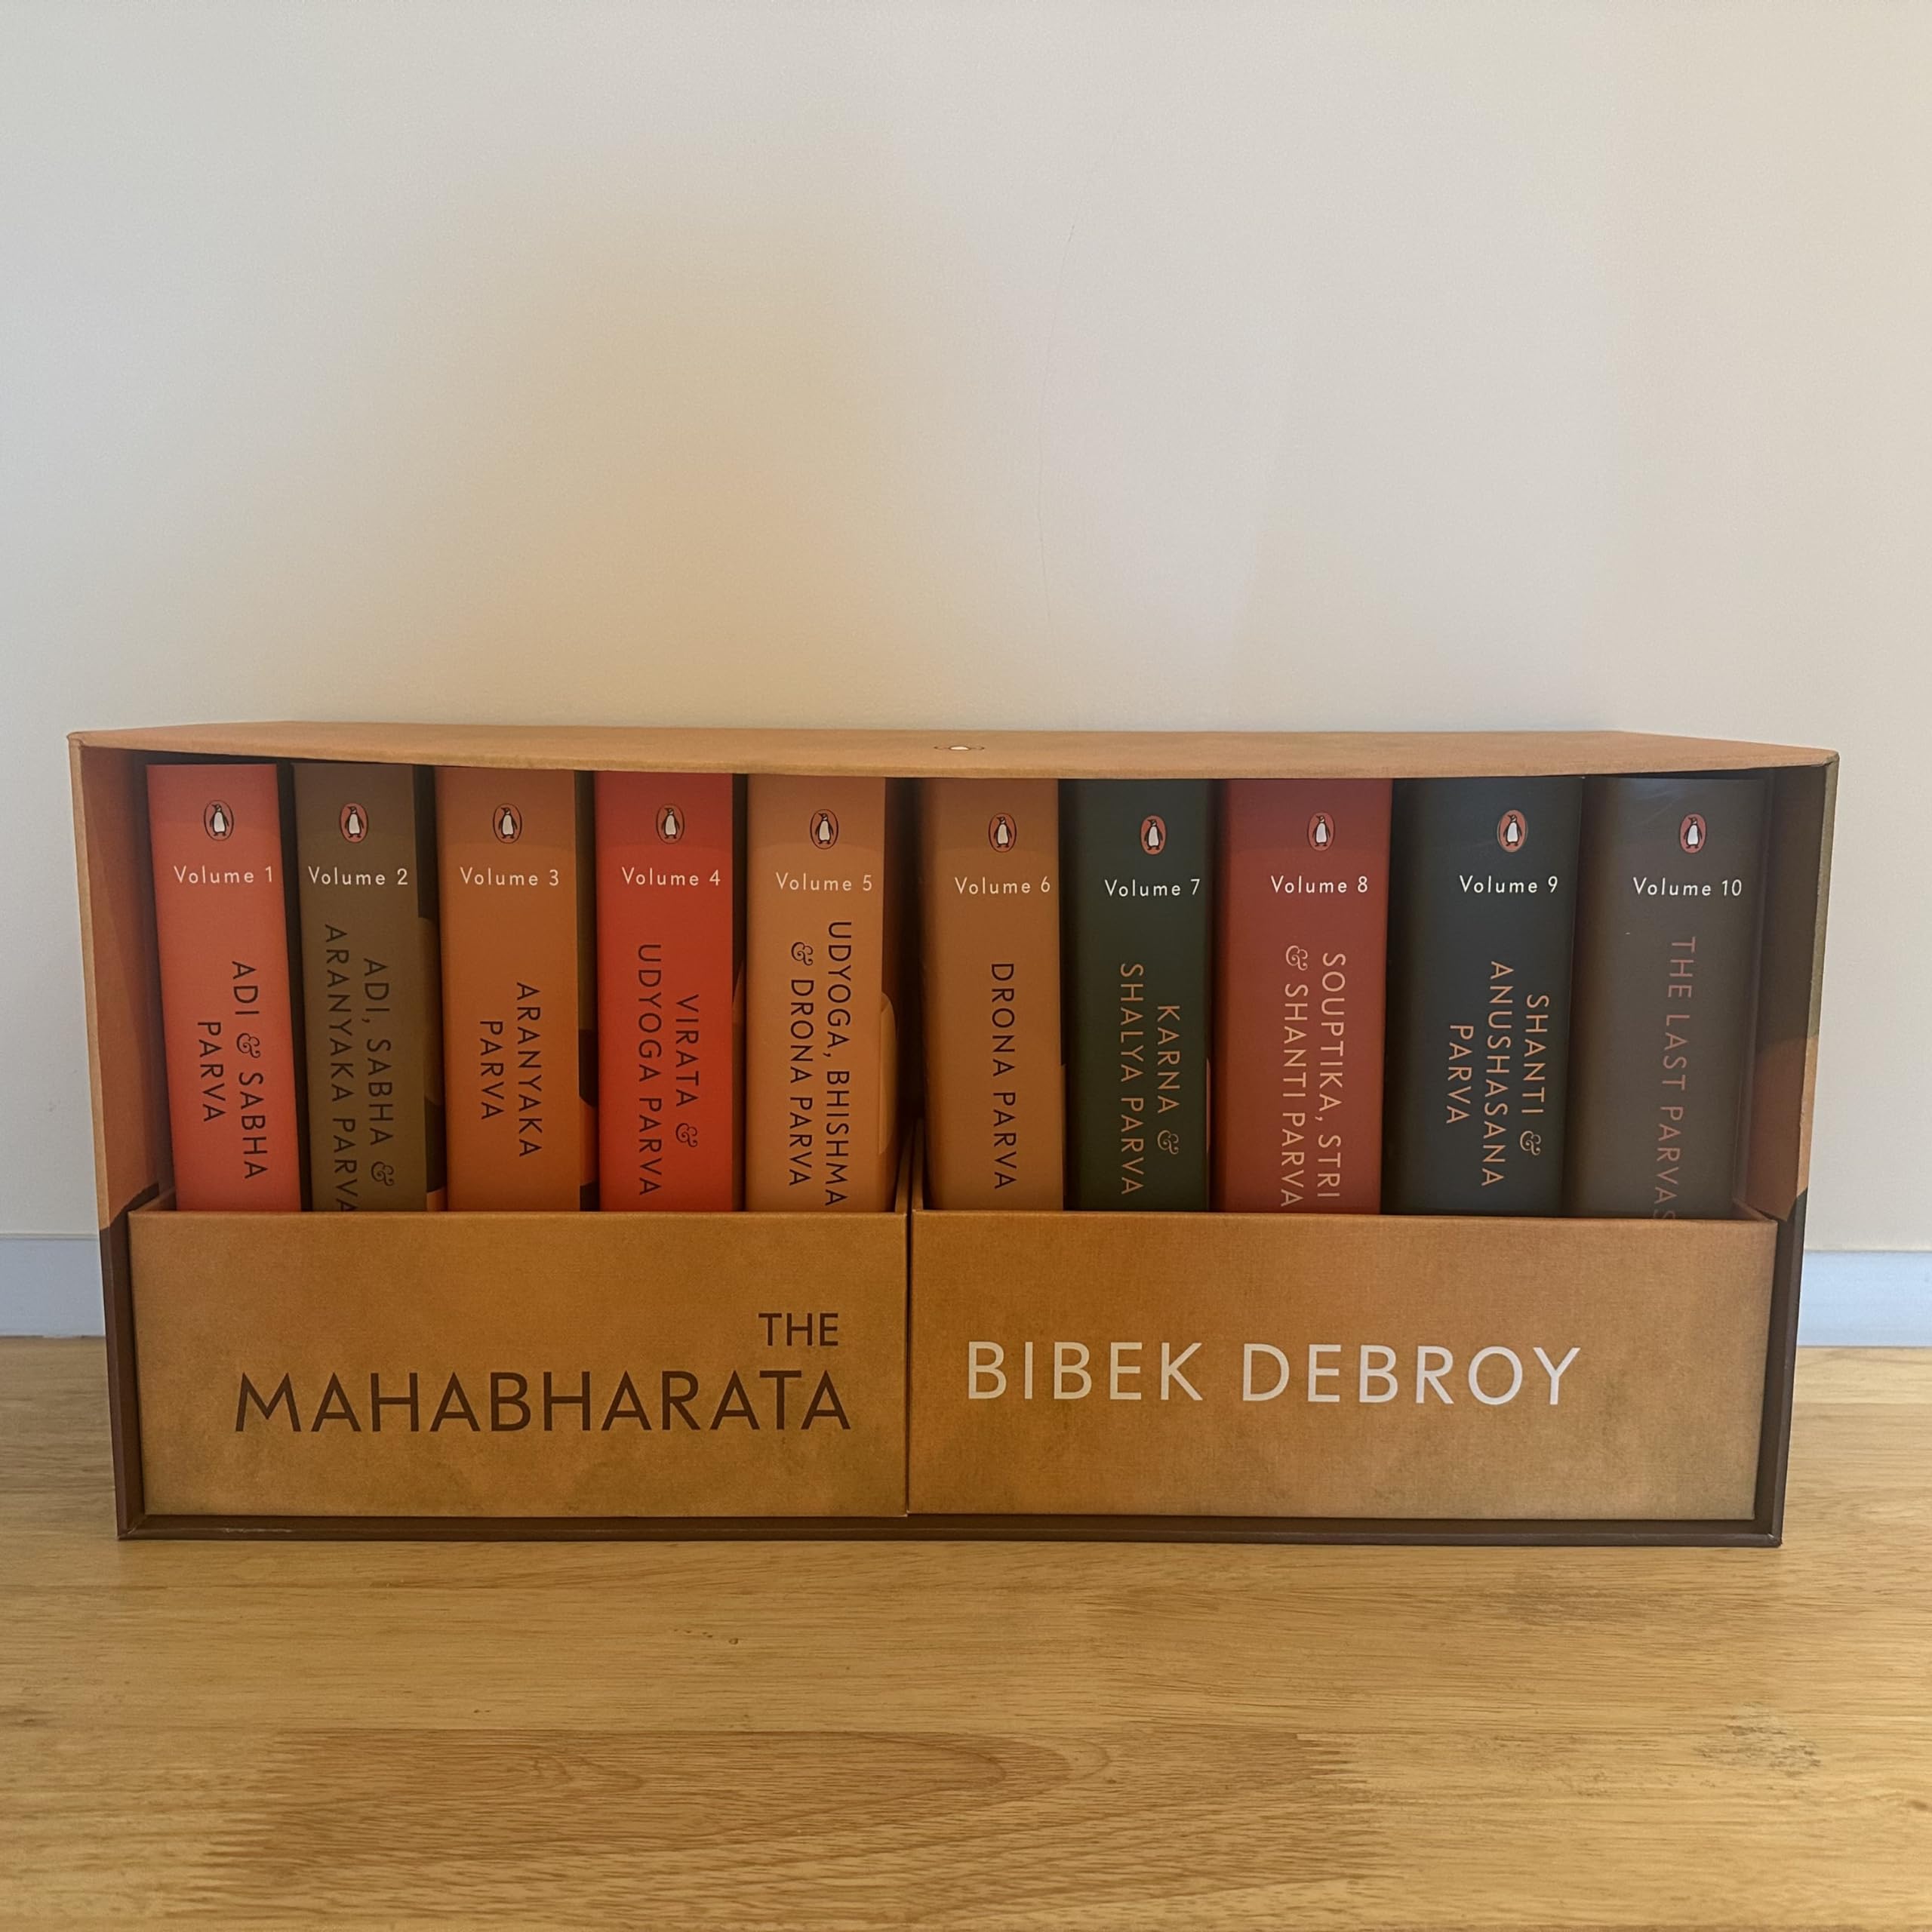 Volume 1
ADI & SABHA
PARVA
Volume 2
ADI, SABHA &
ARANYAKA PARVA
Volume 3
ARANYAKA
PARVA
Volume 4
VIRATA &
UDYOGA PARVA
Volume 5
UDYOGA, BHISHMA
& DRONA PARVA
Volume 6
DRONA PARVA
Volume 7
KARNA &
SHALYA PARVA
Volume 8
SOUPTIKA, STRI
& SHANTI PARVA
Volume 9
SHANTI &
ANUSHASANA
PARVA
Volume 10
THE LAST PARVAS
THE
MAHABHARATA
BIBEK DEBROY